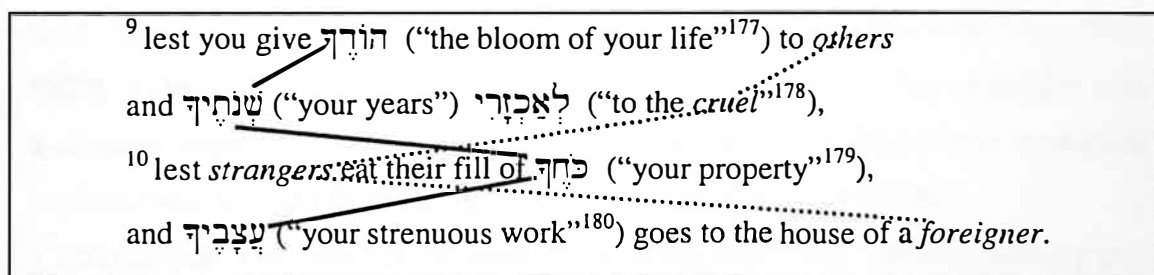 ⁹ lest you give הוֹדֶךָ ("the bloom of your life"¹⁷⁷) to others
and שְׁנֹתֶיךָ ("your years") לְאַכְזָרִי ("to the cruel"¹⁷⁸),
¹⁰ lest strangers eat their fill of כֹּחֶךָ ("your property"¹⁷⁹),
and עֲצָבֶיךָ ("your strenuous work"¹⁸⁰) goes to the house of a foreigner.